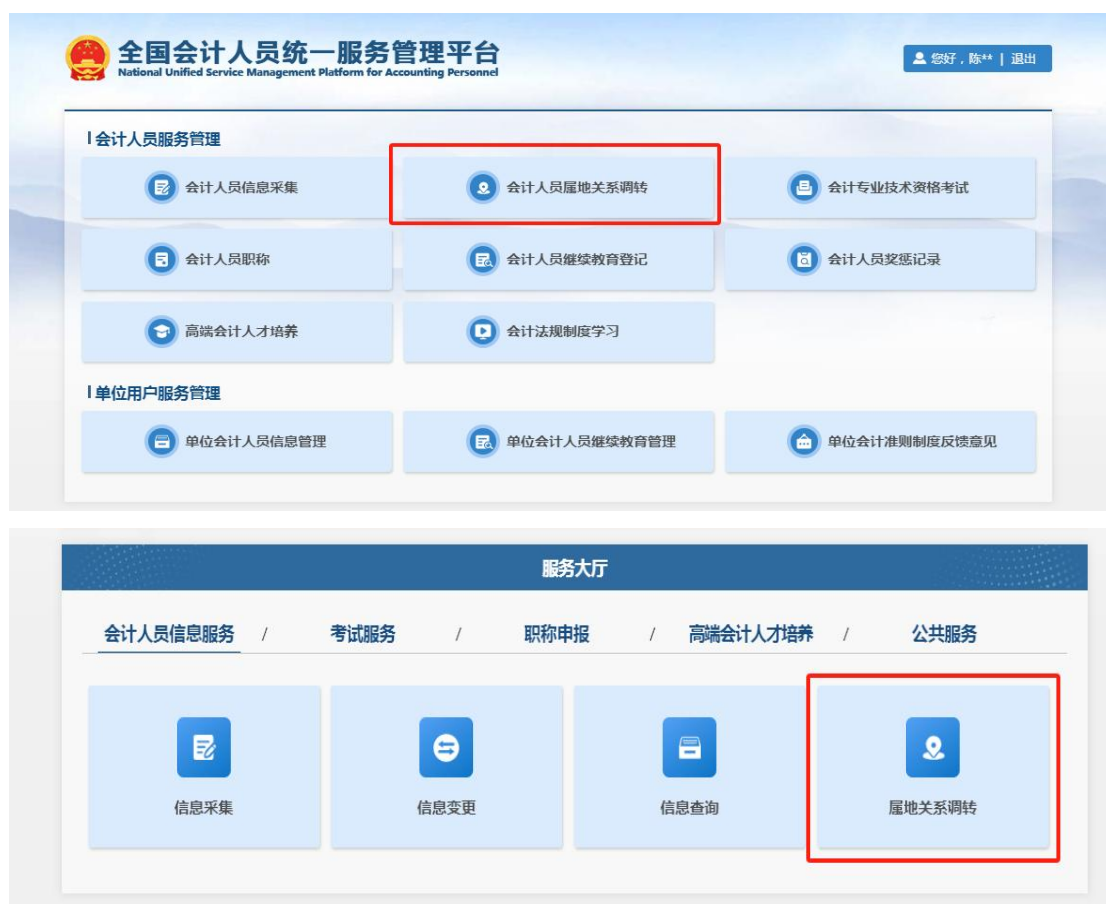 全国会计人员统一服务管理平台
National Unified Service Management Platform for Accounting Personnel
您好，陈** | 退出
会计人员服务管理
会计人员信息采集
会计人员属地关系调转
会计专业技术资格考试
会计人员职称
会计人员继续教育登记
会计人员奖惩记录
高端会计人才培养
会计法规制度学习
单位用户服务管理
单位会计人员信息管理
单位会计人员继续教育管理
单位会计准则制度反馈意见
服务大厅
会计人员信息服务 / 考试服务 / 职称申报 / 高端会计人才培养 / 公共服务
信息采集
信息变更
信息查询
属地关系调转